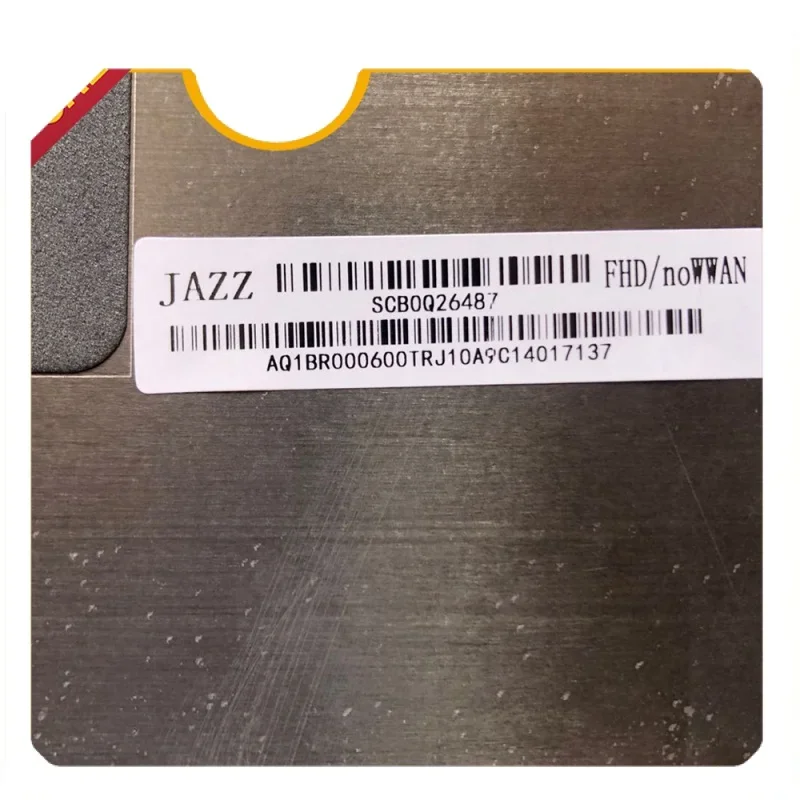 JAZZ FHD/noWWAN
SCB0Q26487
AQ1BR000600TRJ10A9C14017137